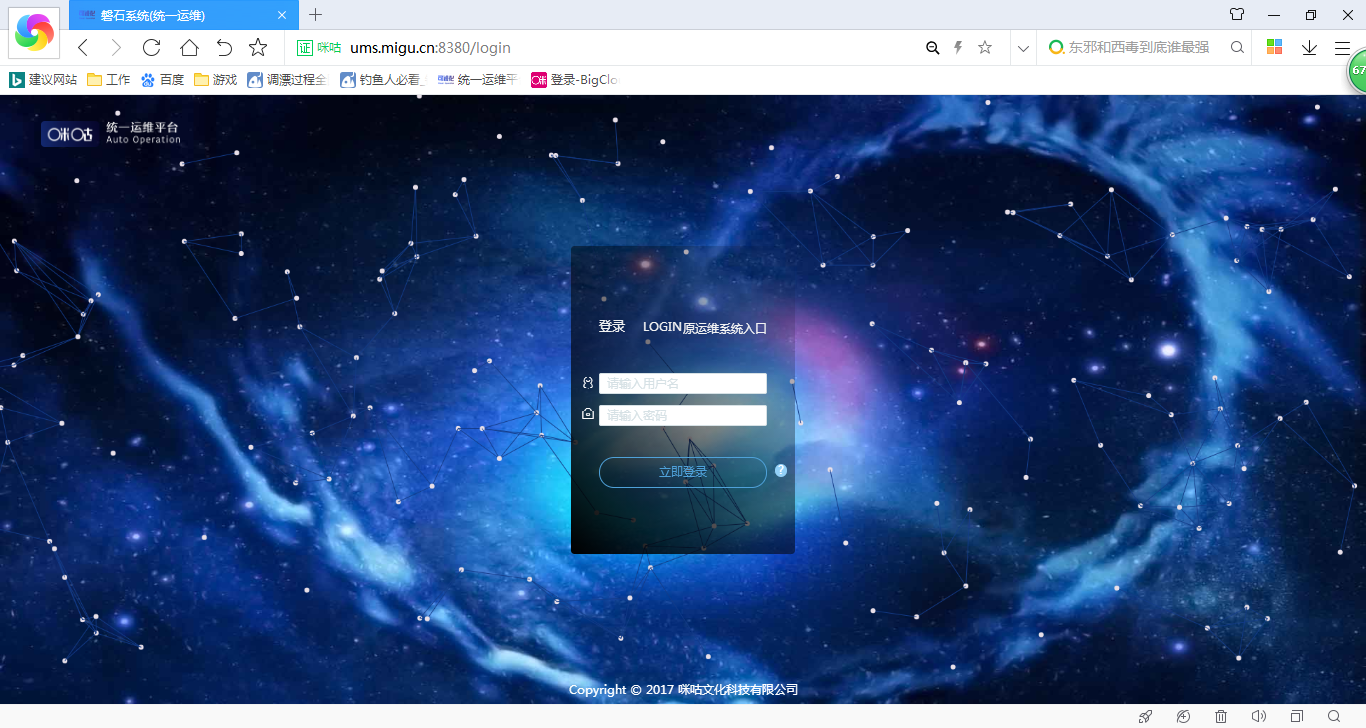 磐石系统(统一运维)
证 咪咕 ums.migu.cn:8380/login
东邪和西毒到底谁最强
67
建议网站 工作 百度 游戏 调漂过程全 钓鱼人必看_ 统一运维平 登录-BigClo
咪咕 统一运维平台
Auto Operation
登录 LOGIN 原运维系统入口
请输入用户名
请输入密码
立即登录 ?
Copyright © 2017 咪咕文化科技有限公司